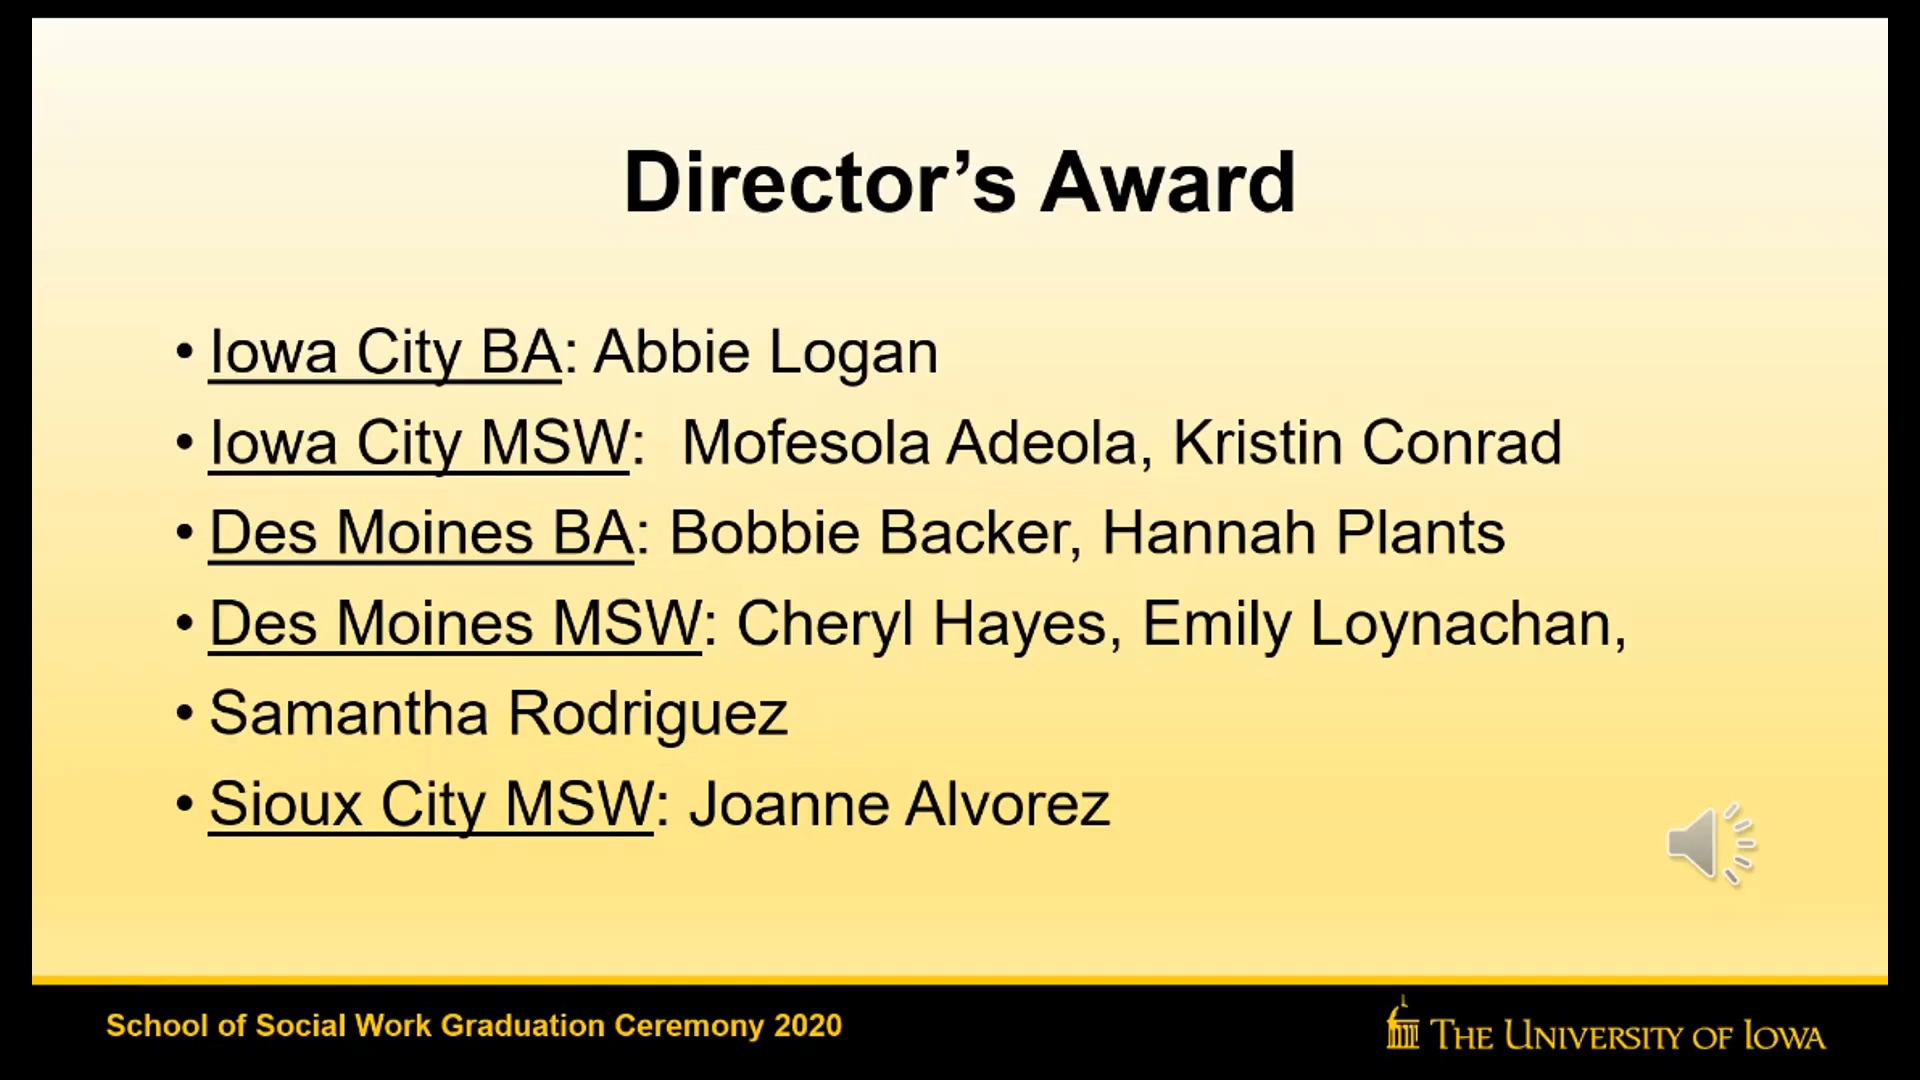 Director’s Award
• Iowa City BA: Abbie Logan
• Iowa City MSW:  Mofesola Adeola, Kristin Conrad
• Des Moines BA: Bobbie Backer, Hannah Plants
• Des Moines MSW: Cheryl Hayes, Emily Loynachan,
• Samantha Rodriguez
• Sioux City MSW: Joanne Alvorez
School of Social Work Graduation Ceremony 2020
THE UNIVERSITY OF IOWA